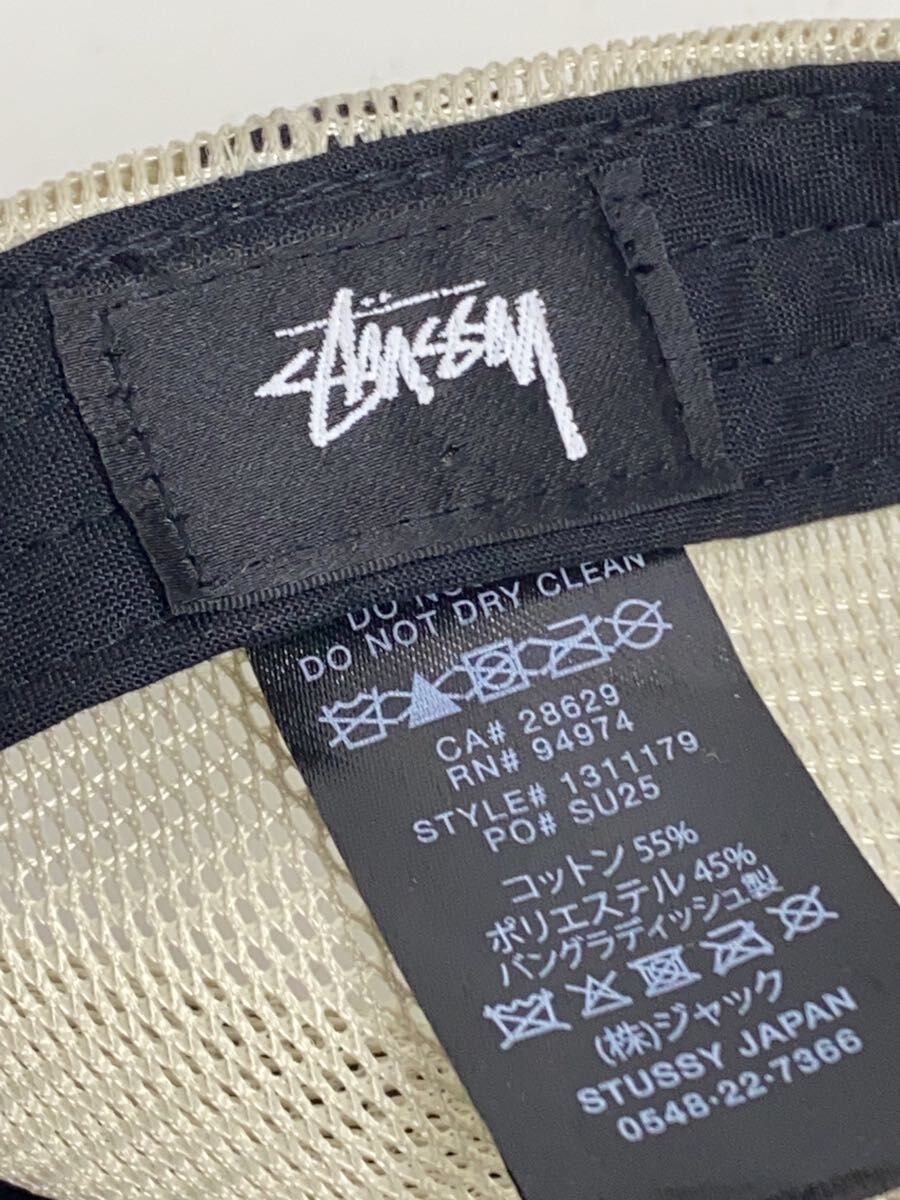 Stüssy
DO NOT DRY CLEAN
CA# 28629
RN# 94974
STYLE# 1311179
PO# SU25
コットン 55%
ポリエステル 45%
バングラディッシュ製
(株)ジャック
STUSSY JAPAN
0548-22-7366